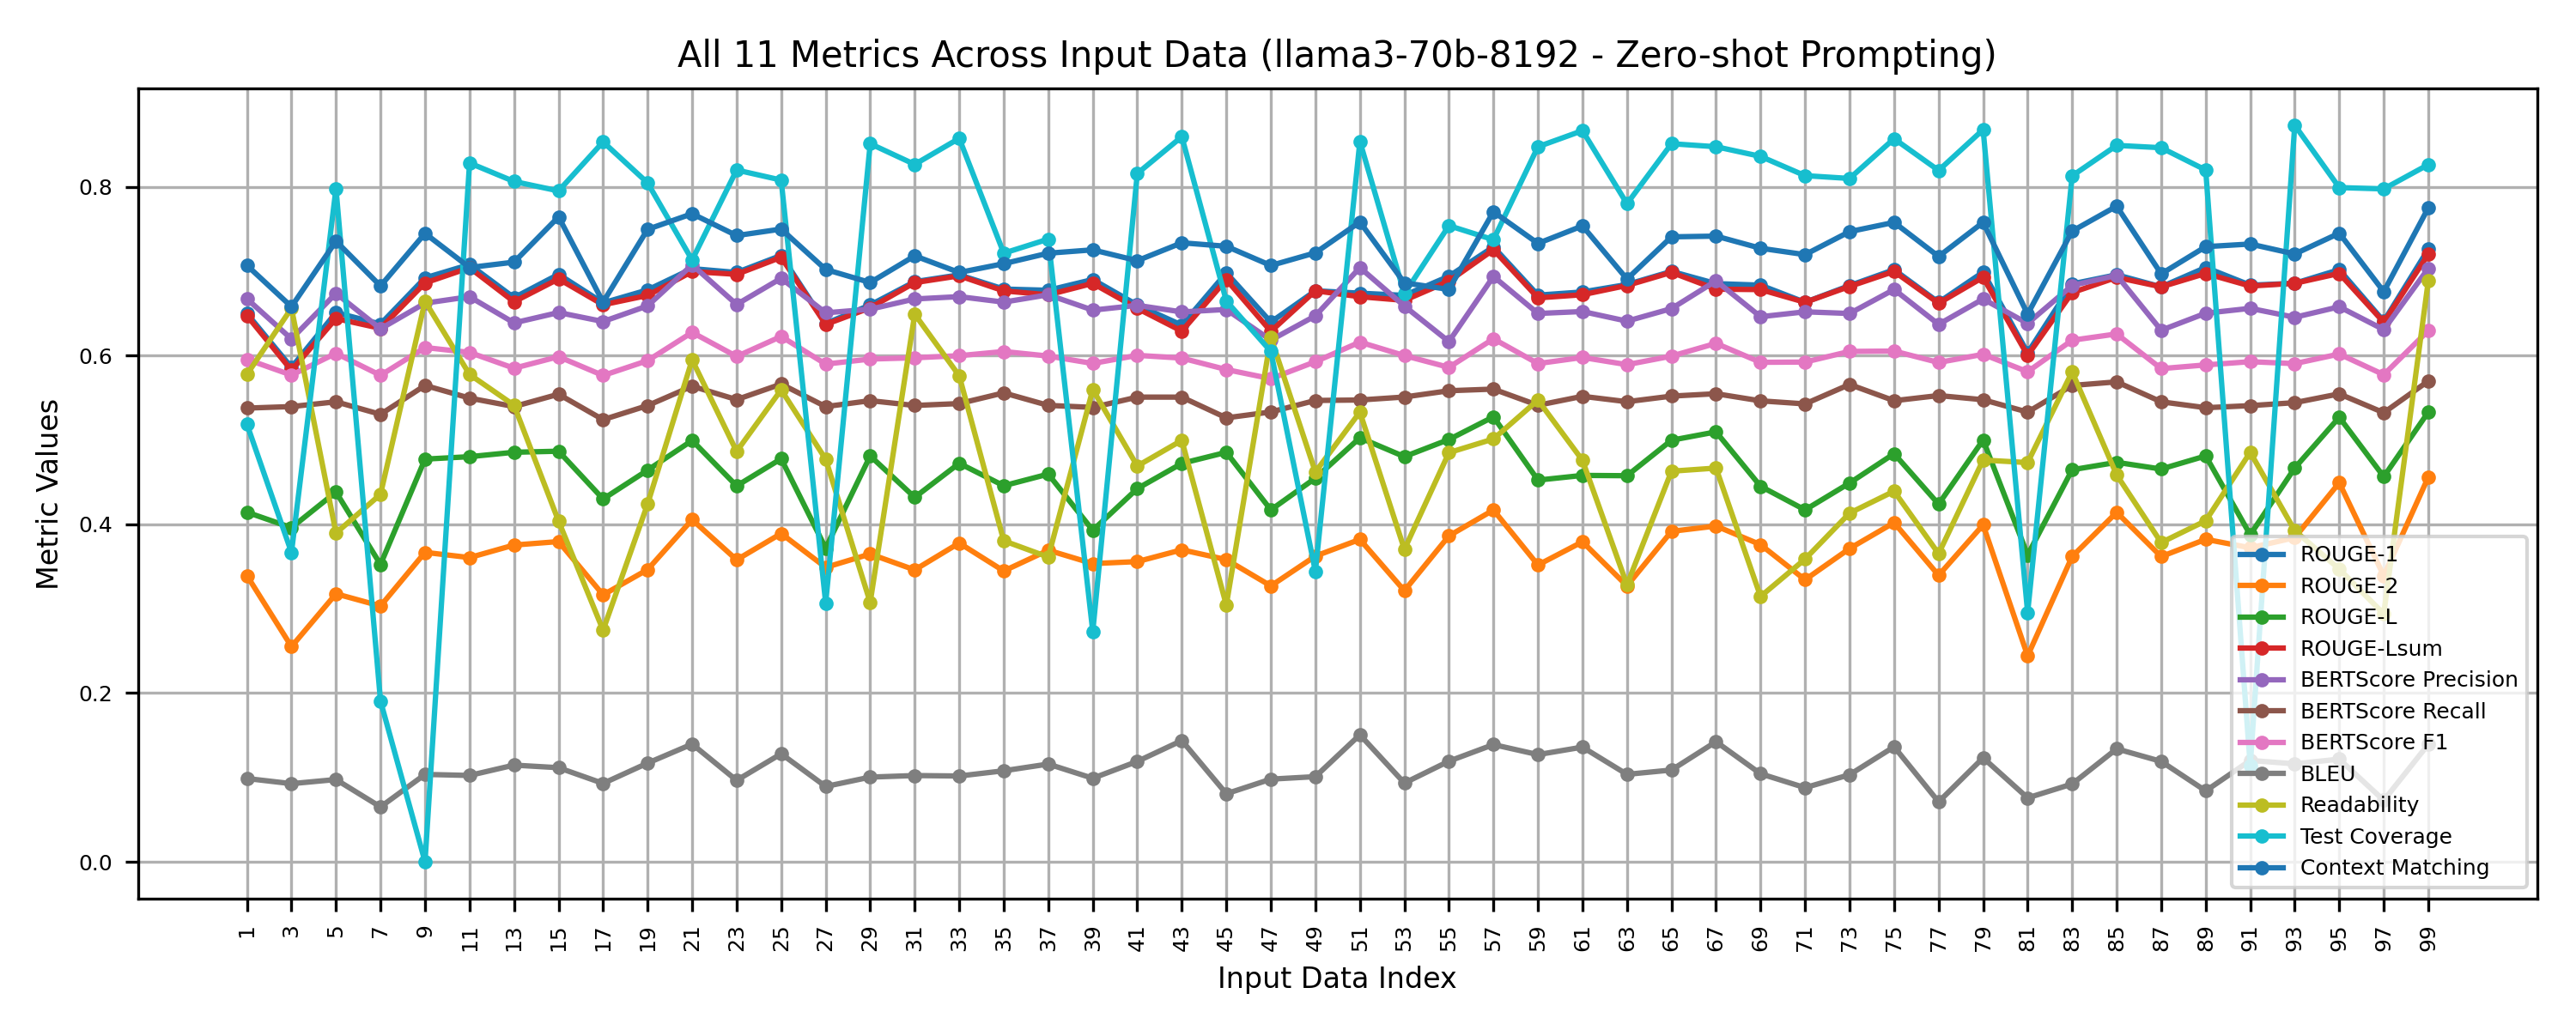 All 11 Metrics Across Input Data (llama3-70b-8192 - Zero-shot Prompting)
Metric Values
0.8
0.6
0.4
0.2
0.0
ROUGE-1
ROUGE-2
ROUGE-L
ROUGE-Lsum
BERTScore Precision
BERTScore Recall
BERTScore F1
BLEU
Readability
Test Coverage
Context Matching
1 3 5 7 9 11 13 15 17 19 21 23 25 27 29 31 33 35 37 39 41 43 45 47 49 51 53 55 57 59 61 63 65 67 69 71 73 75 77 79 81 83 85 87 89 91 93 95 97 99
Input Data Index